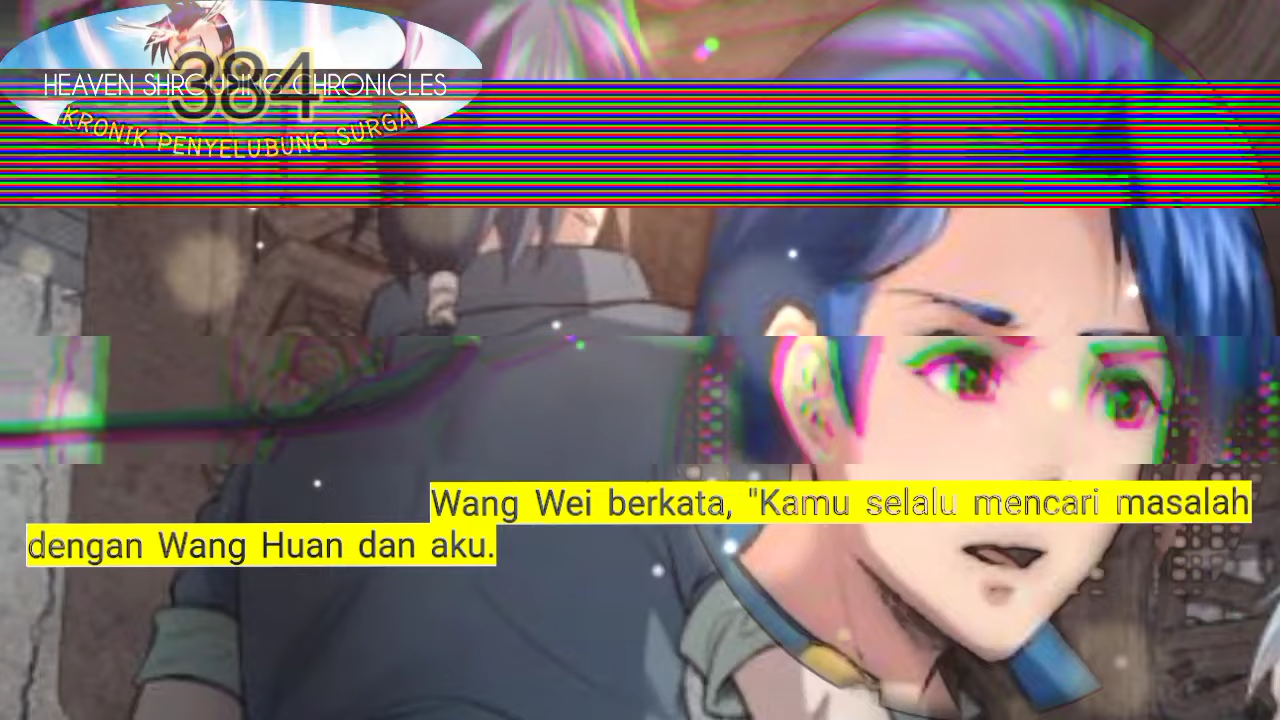 384
HEAVEN SHROUDING CHRONICLES
KRONIK PENYELUBUNG SURGA
Wang Wei berkata, "Kamu selalu mencari masalah
dengan Wang Huan dan aku.